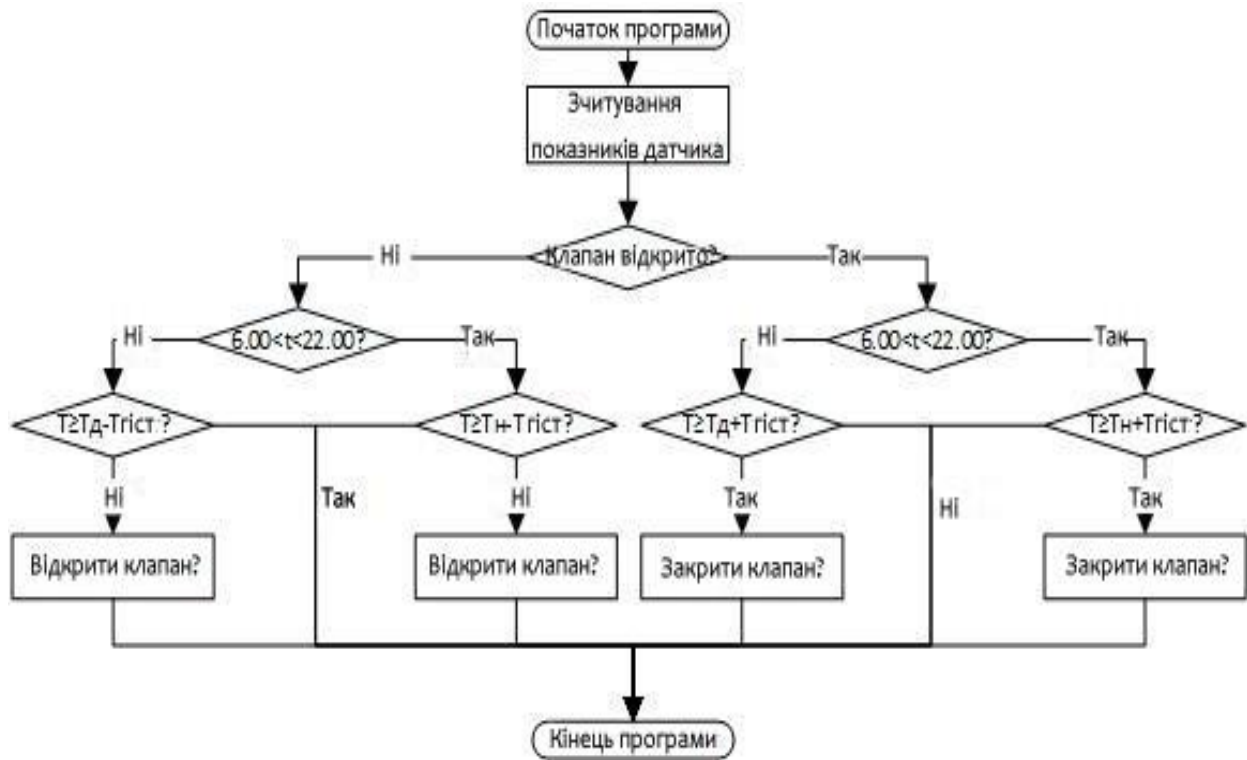 Початок програми
Зчитування
показників датчика
Клапан відкрито?
Ні
Так
6.00<t<22.00?
6.00<t<22.00?
Ні
Так
Ні
Так
T≥Tд-Tгіст.?
T≥Tн-Tгіст?
T≥Tд+Tгіст?
T≥Tн+Tгіст?
Ні
Так
Ні
Так
Ні
Так
Відкрити клапан?
Відкрити клапан?
Закрити клапан?
Закрити клапан?
Кінець програми